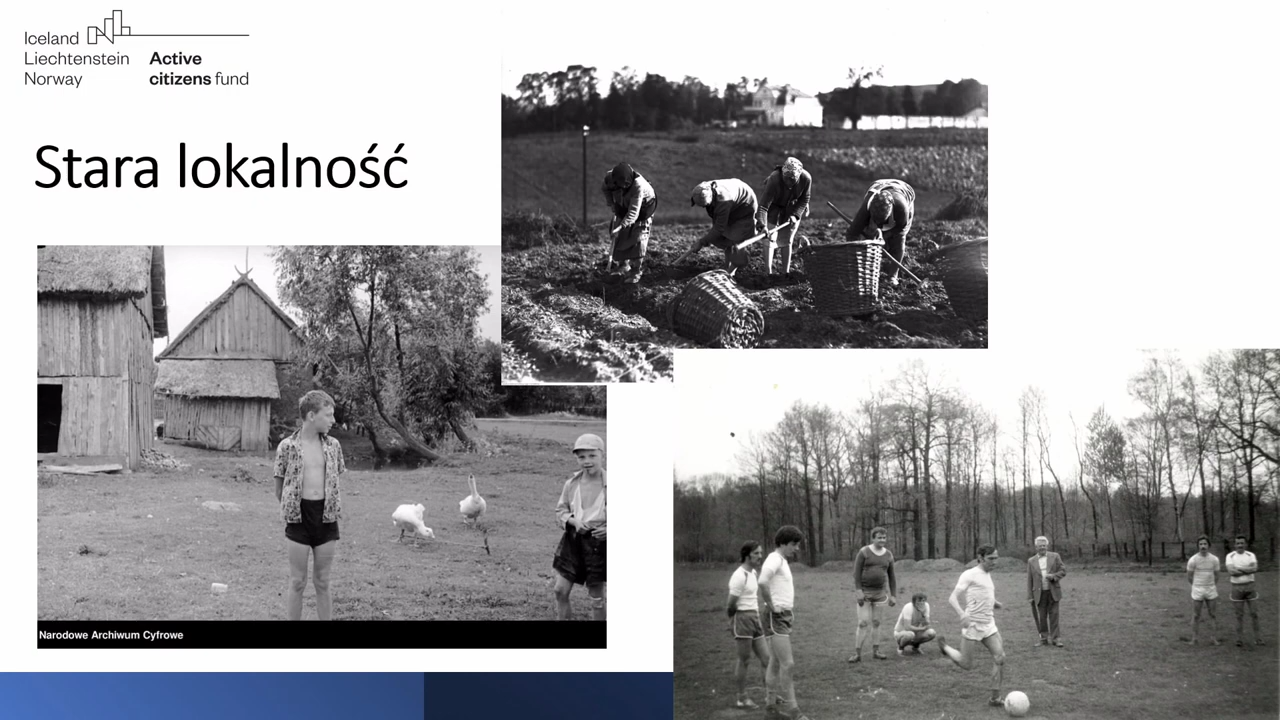 Iceland
Liechtenstein
Norway
Active
citizens fund
Stara lokalność
Narodowe Archiwum Cyfrowe